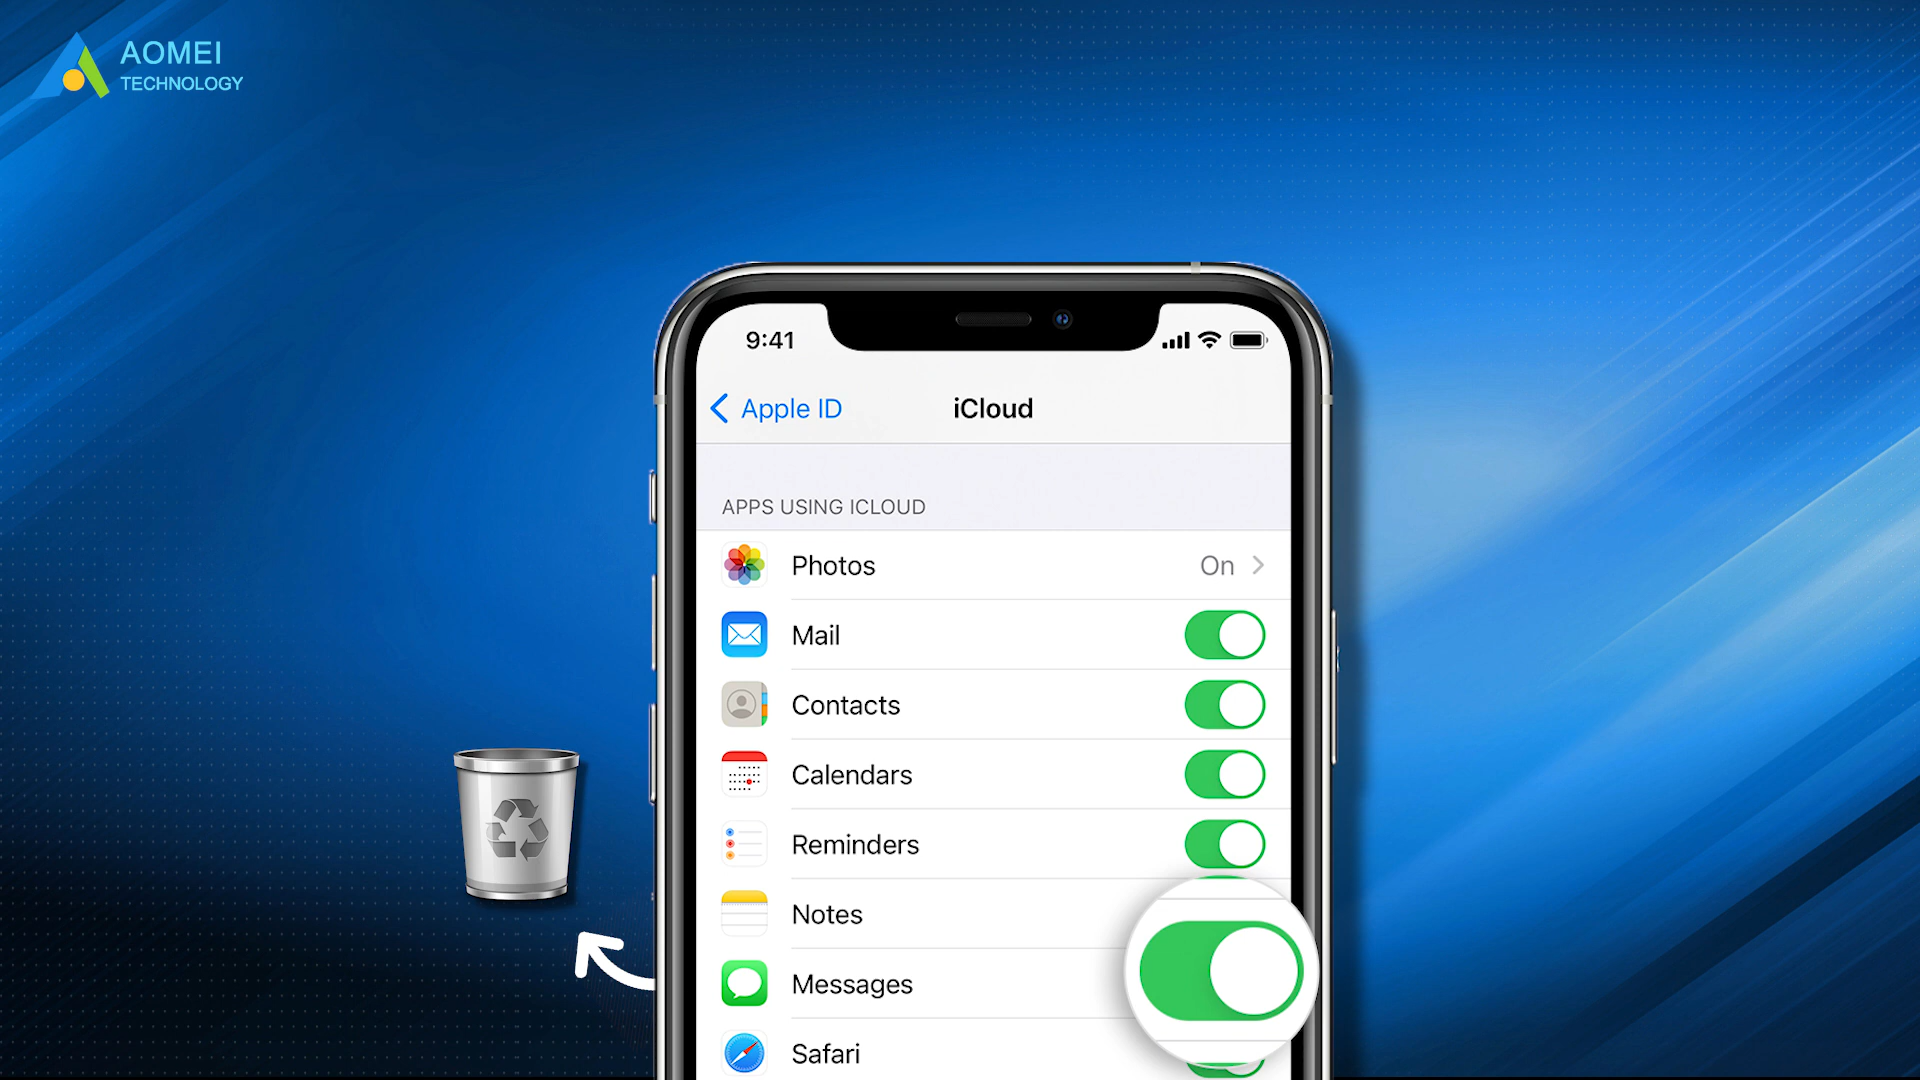 AOMEI
TECHNOLOGY
9:41
Apple ID
iCloud
APPS USING ICLOUD
Photos
On
Mail
Contacts
Calendars
Reminders
Notes
Messages
Safari